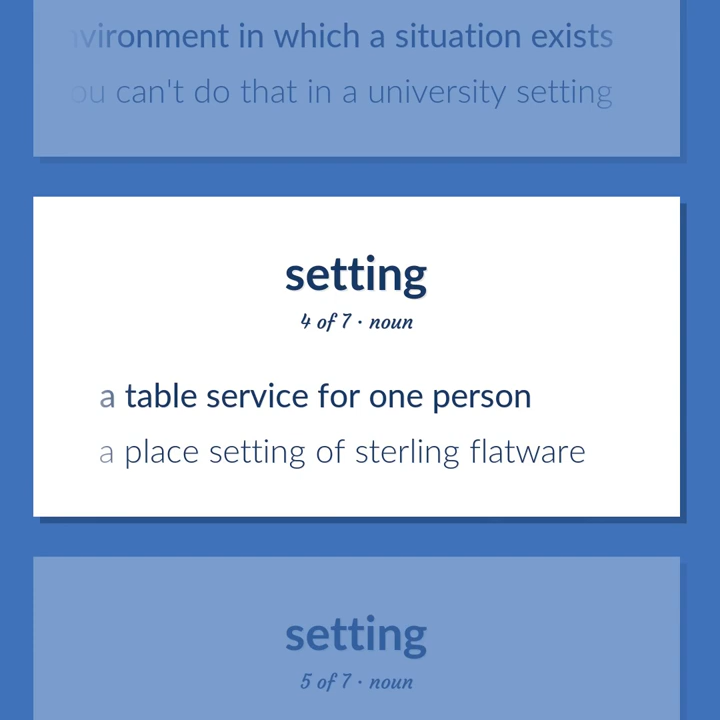 environment in which a situation exists
you can't do that in a university setting
setting
4 of 7 · noun
a table service for one person
a place setting of sterling flatware
setting
5 of 7 · noun